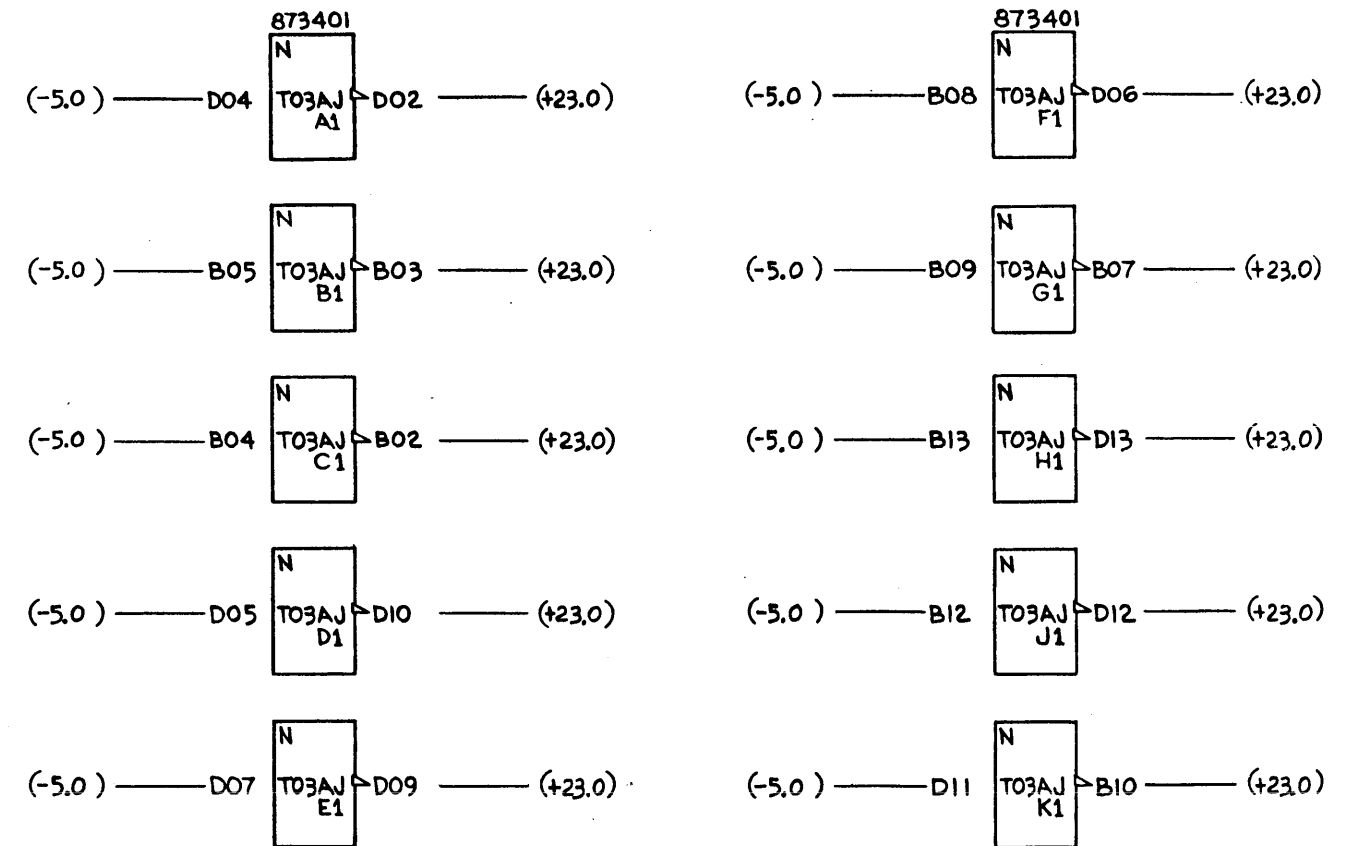 873401
N
(-5.0 ) D04 T03AJ D02 (+23.0)
A1
N
(-5.0 ) B05 T03AJ B03 (+23.0)
B1
N
(-5.0 ) B04 T03AJ B02 (+23.0)
C1
N
(-5.0 ) D05 T03AJ D10 (+23.0)
D1
N
(-5.0 ) D07 T03AJ D09 (+23.0)
E1
873401
N
(-5.0 ) B08 T03AJ D06 (+23.0)
F1
N
(-5.0 ) B09 T03AJ B07 (+23.0)
G1
N
(-5.0 ) B13 T03AJ D13 (+23.0)
H1
N
(-5.0 ) B12 T03AJ D12 (+23.0)
J1
N
(-5.0 ) D11 T03AJ B10 (+23.0)
K1